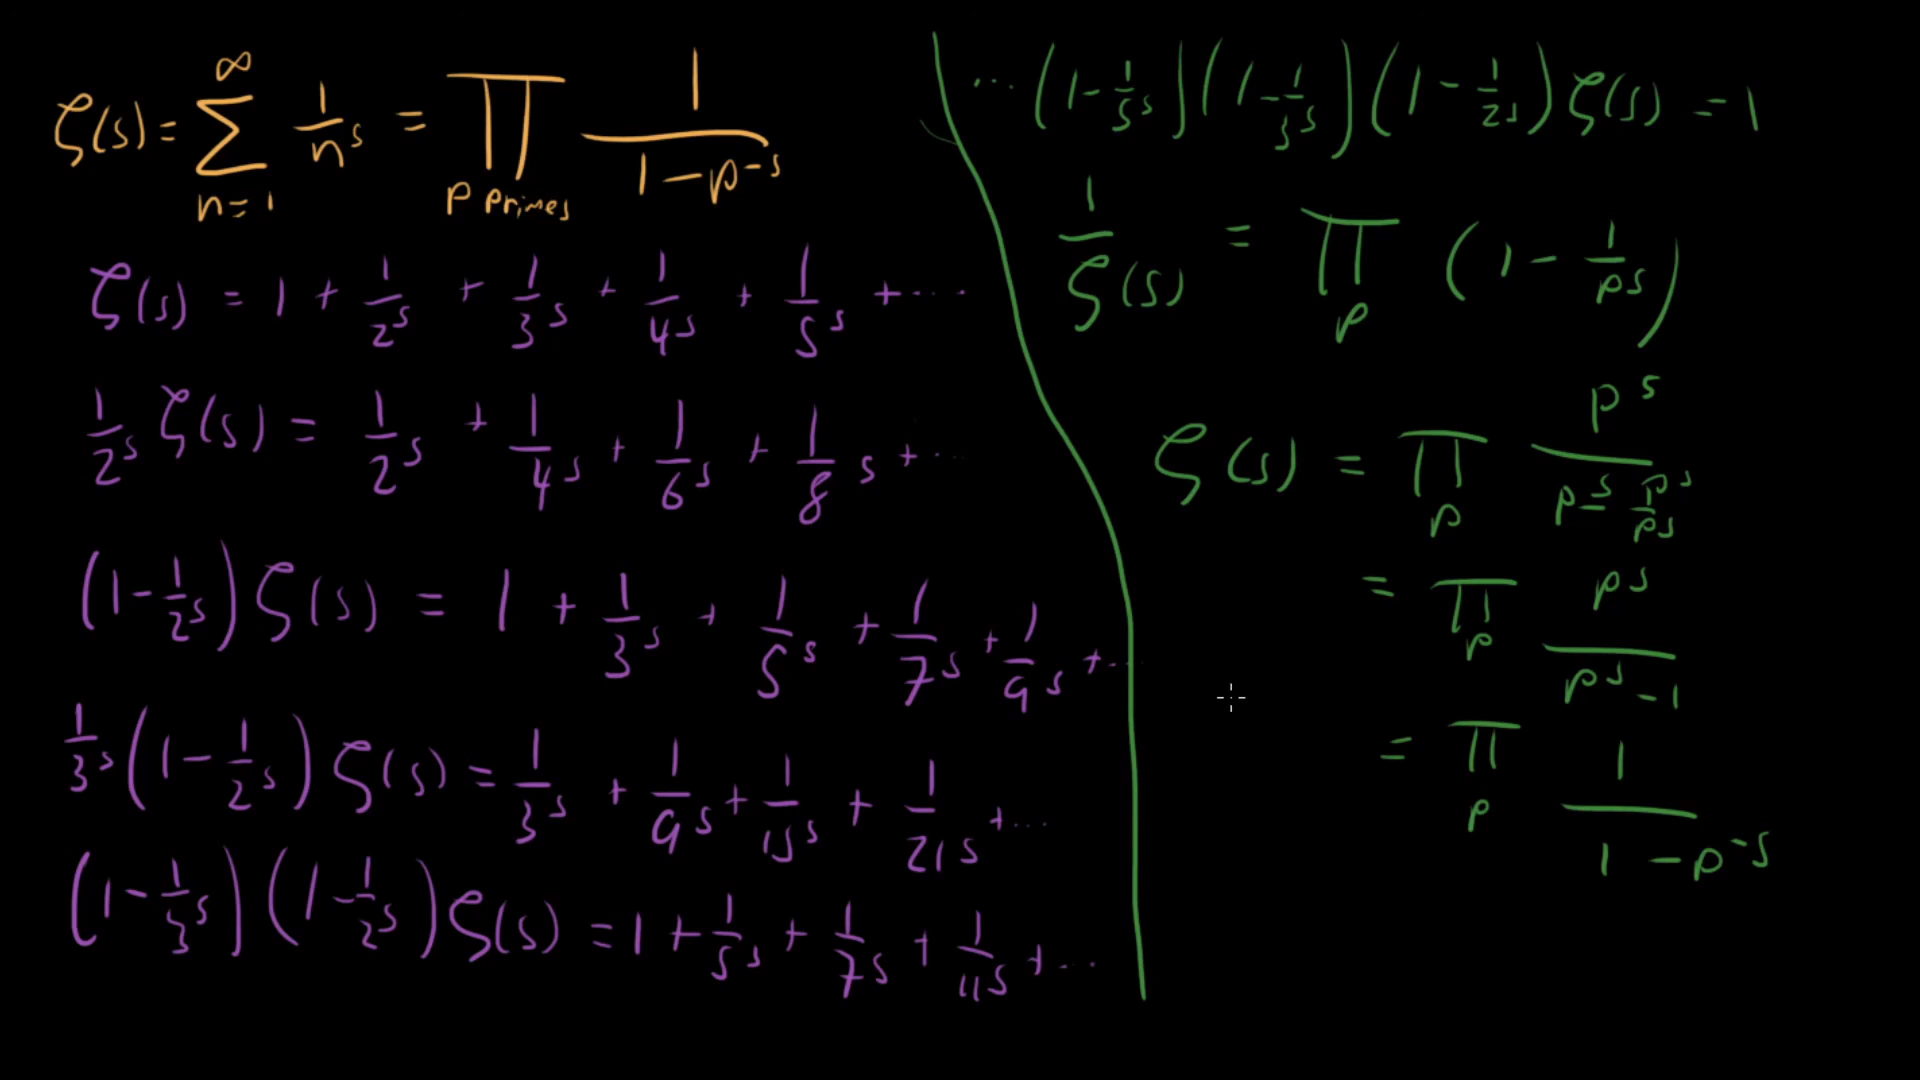 ζ(s) = ∑_{n=1}^{∞} 1/n^s = ∏_{p primes} 1/(1-p^{-s})
ζ(s) = 1 + 1/2^s + 1/3^s + 1/4^s + 1/5^s + ...
1/2^s ζ(s) = 1/2^s + 1/4^s + 1/6^s + 1/8^s + ...
(1-1/2^s) ζ(s) = 1 + 1/3^s + 1/5^s + 1/7^s + 1/9^s + ...
1/3^s (1-1/2^s) ζ(s) = 1/3^s + 1/9^s + 1/15^s + 1/21^s + ...
(1-1/3^s)(1-1/2^s) ζ(s) = 1 + 1/5^s + 1/7^s + 1/11^s + ...
... (1-1/5^s)(1-1/3^s)(1-1/2^s) ζ(s) = 1
1/ζ(s) = ∏_p (1 - 1/p^s)
ζ(s) = ∏_p p^s/(p^s - p^s/p^s)
= ∏_p p^s/(p^s - 1)
= ∏_p 1/(1 - p^{-s})